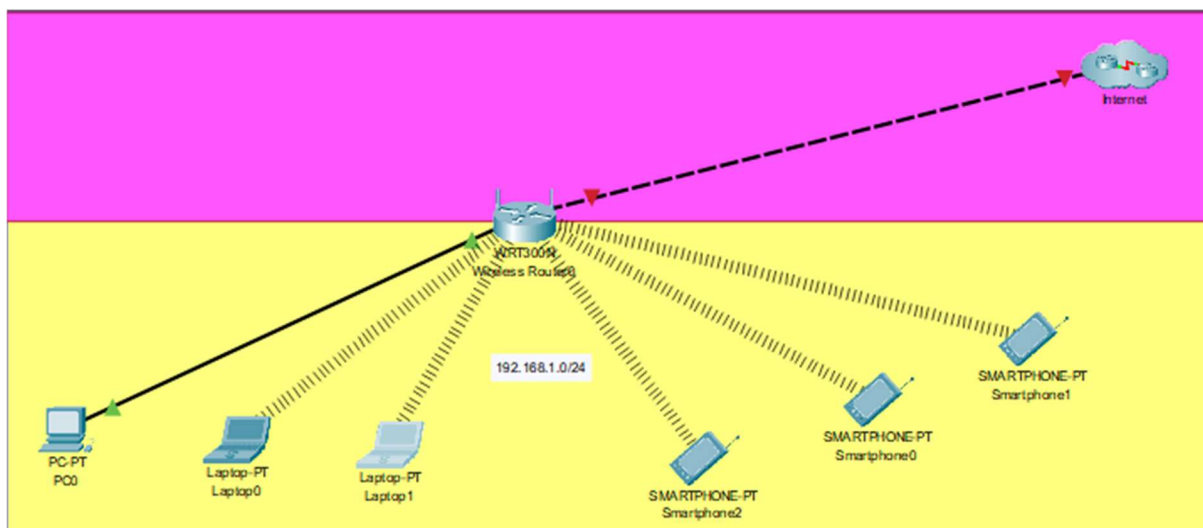 Internet
WRT300N
Wireless Router0
192.168.1.0/24
SMARTPHONE-PT
Smartphone1
SMARTPHONE-PT
Smartphone0
PC-PT
PC0
Laptop-PT
Laptop0
Laptop-PT
Laptop1
SMARTPHONE-PT
Smartphone2